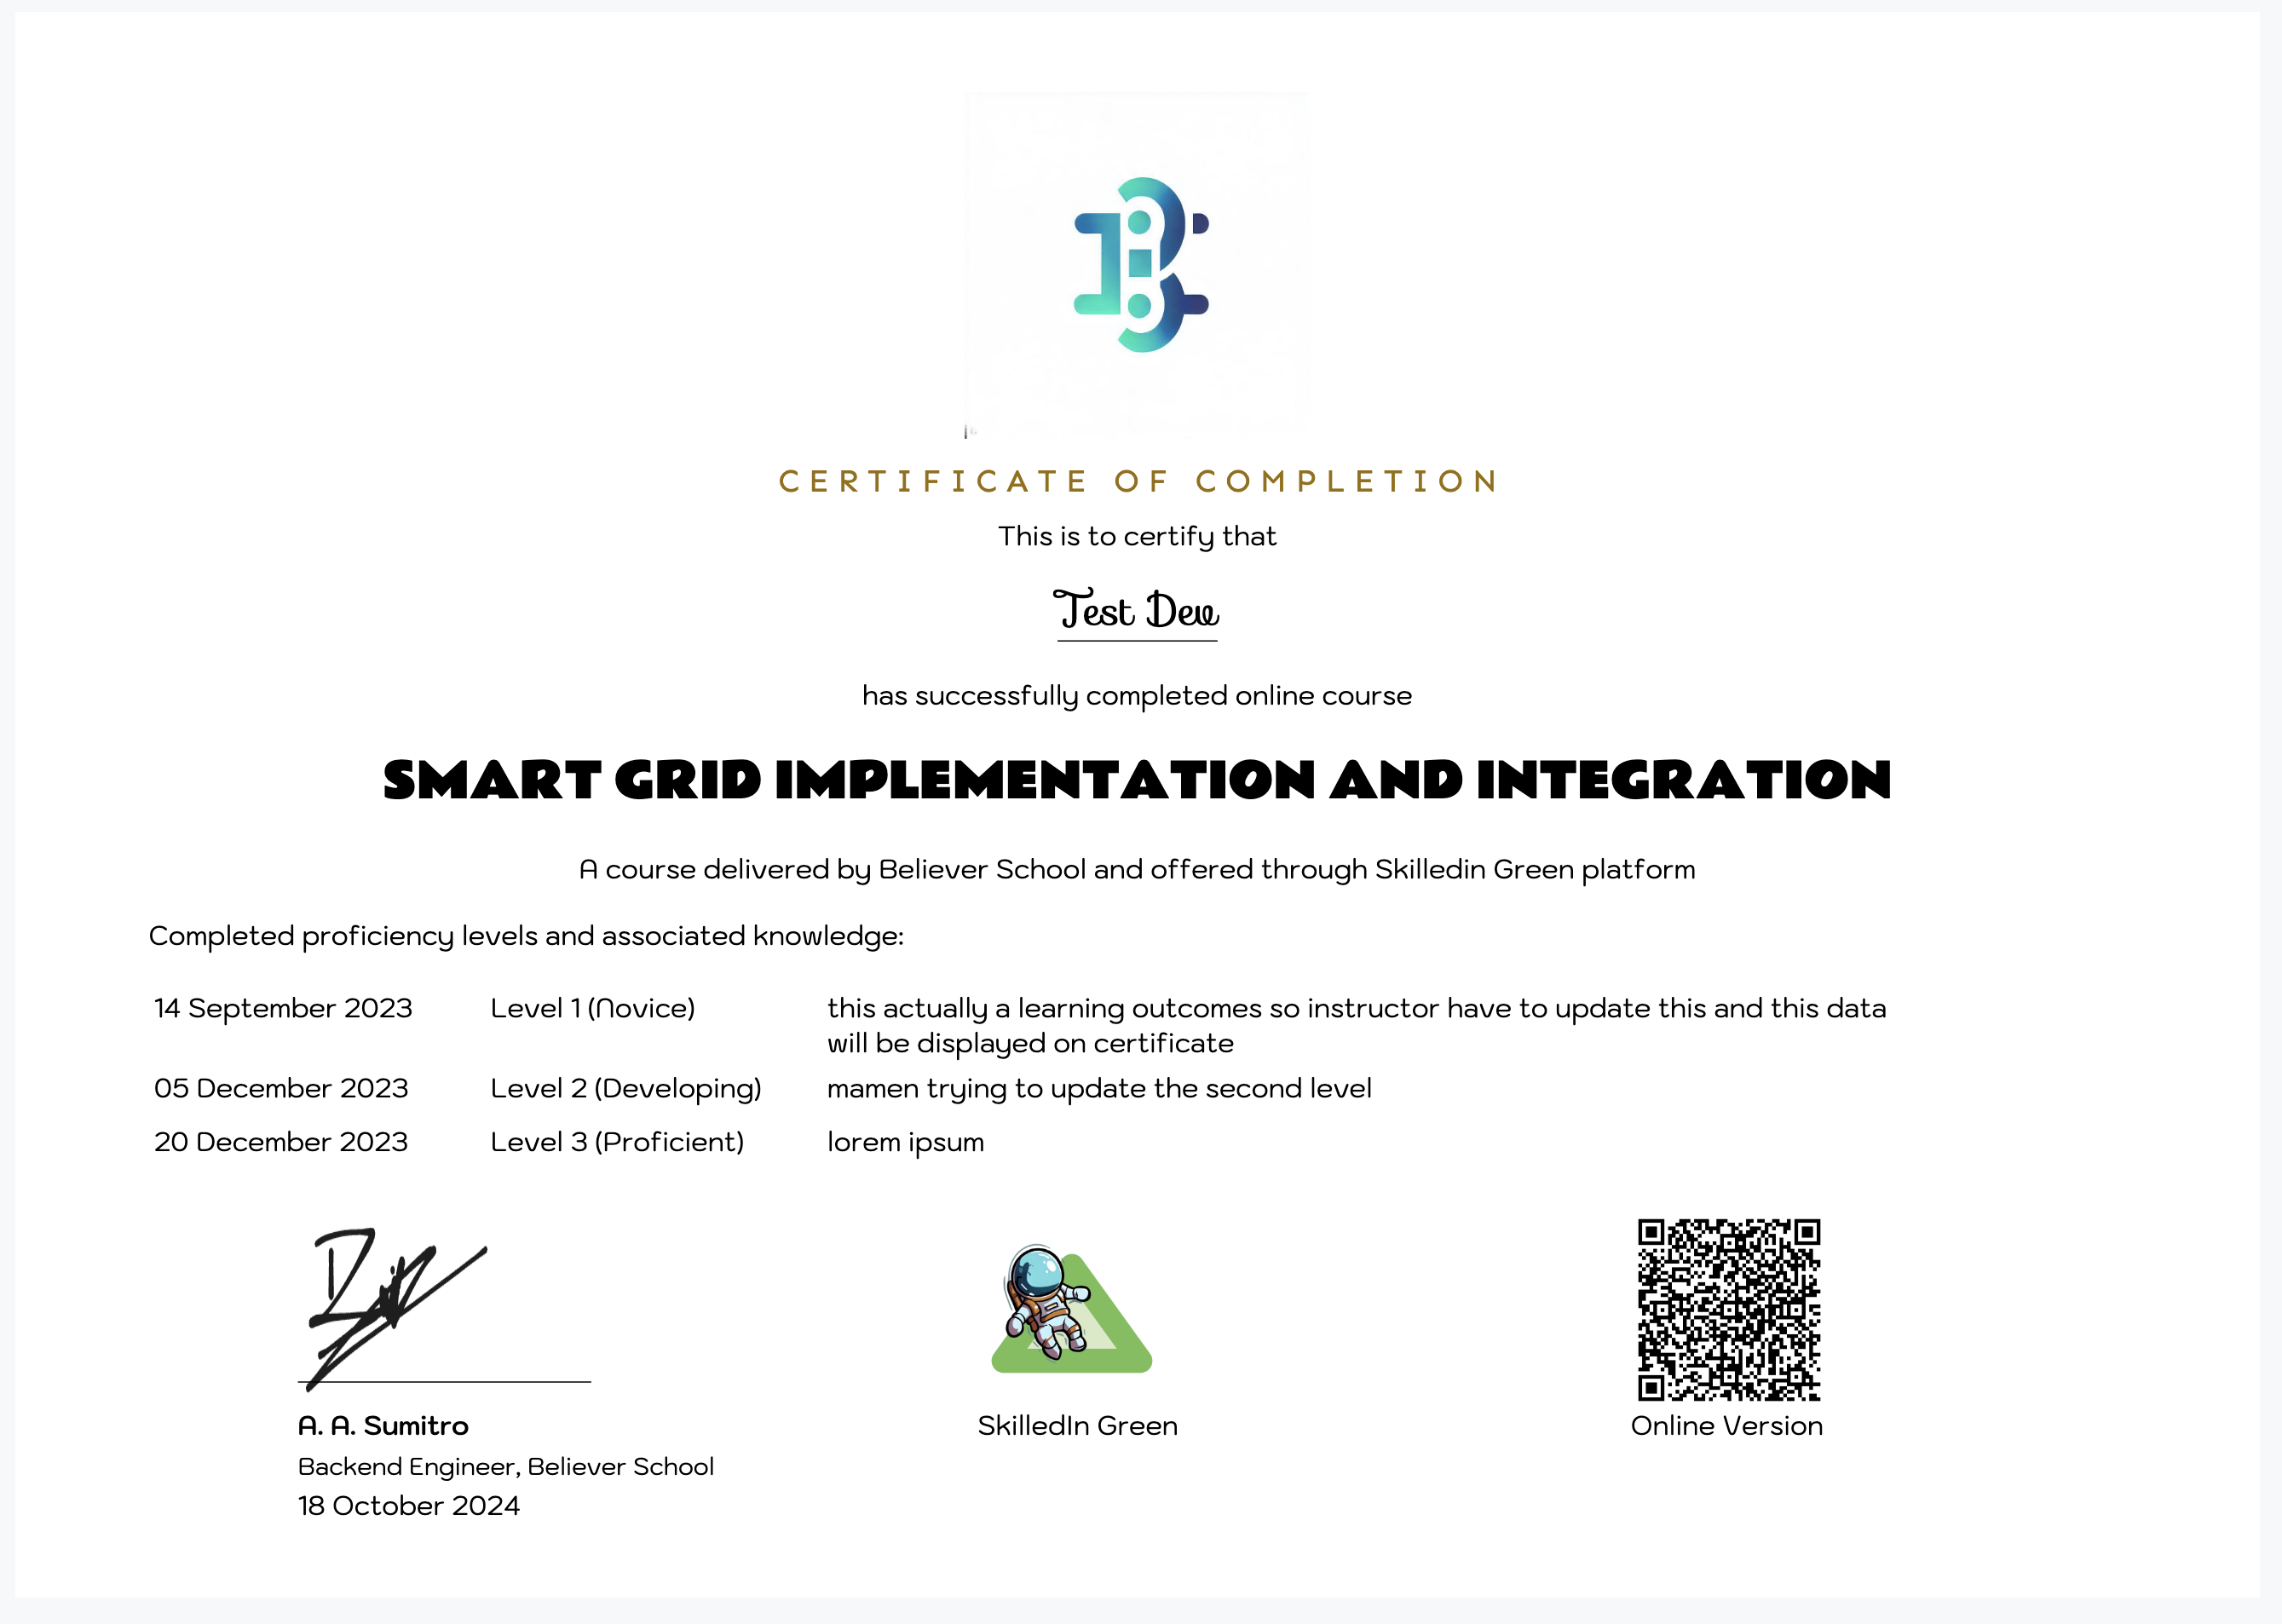 CERTIFICATE OF COMPLETION
This is to certify that
Test Dew
has successfully completed online course
SMART GRID IMPLEMENTATION AND INTEGRATION
A course delivered by Believer School and offered through Skilledin Green platform
Completed proficiency levels and associated knowledge:
14 September 2023 Level 1 (Novice) this actually a learning outcomes so instructor have to update this and this data
will be displayed on certificate
05 December 2023 Level 2 (Developing) mamen trying to update the second level
20 December 2023 Level 3 (Proficient) lorem ipsum
A. A. Sumitro
Backend Engineer, Believer School
18 October 2024
SkilledIn Green
Online Version